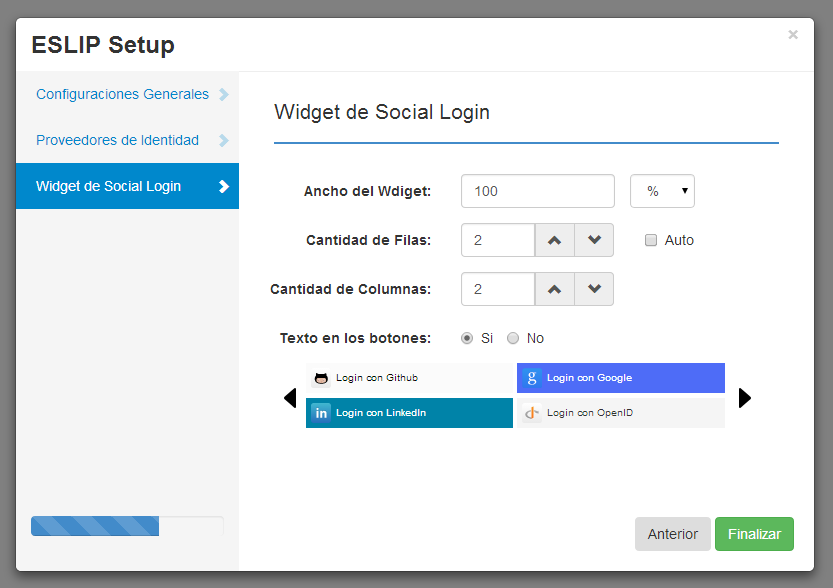 ESLIP Setup
×
Configuraciones Generales
Proveedores de Identidad
Widget de Social Login
Widget de Social Login
Ancho del Wdiget: 100 %
Cantidad de Filas: 2 Auto
Cantidad de Columnas: 2
Texto en los botones: Si No
Login con Github
g Login con Google
in Login con LinkedIn
Login con OpenID
Anterior Finalizar